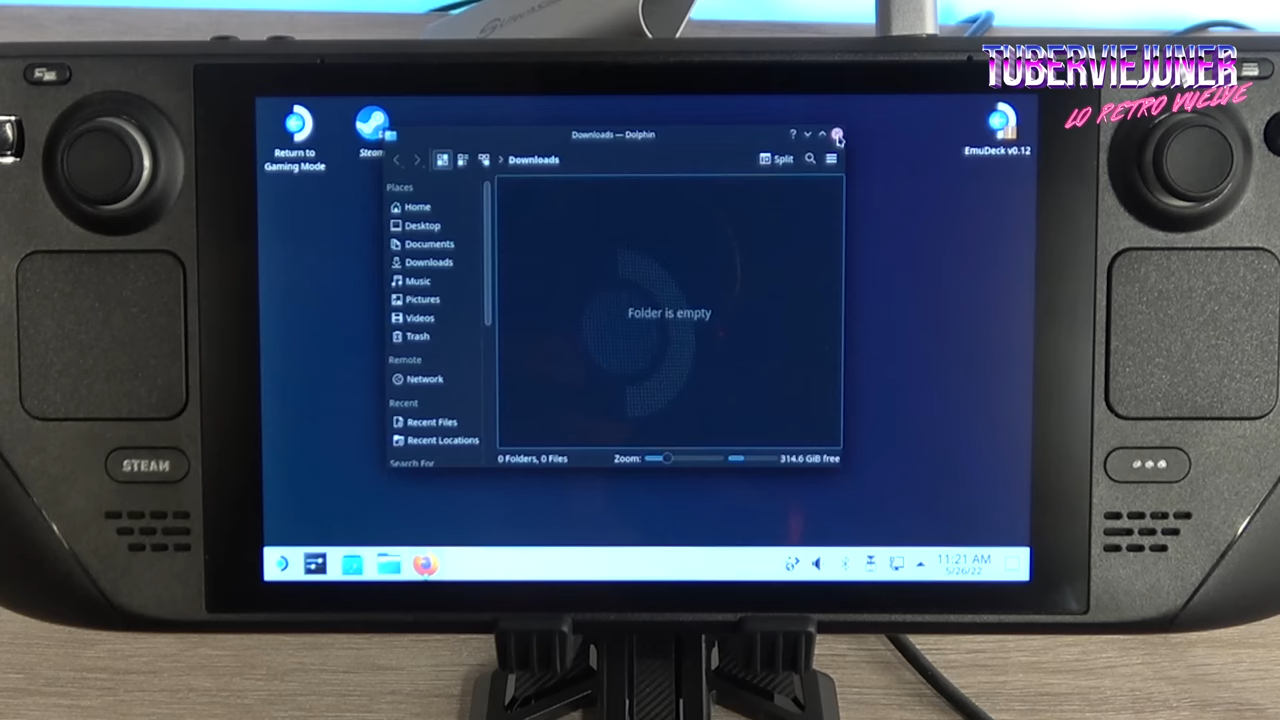 TUBERVIEJUNER
LO RETRO VUELVE
Return to
Gaming Mode
Steam
EmuDeck v0.12
Downloads — Dolphin
Downloads
Split
Places
Home
Desktop
Documents
Downloads
Music
Pictures
Videos
Trash
Remote
Network
Recent
Recent Files
Recent Locations
Search For
Folder is empty
0 Folders, 0 Files
Zoom:
314.6 GiB free
STEAM
11:21 AM
5/26/22